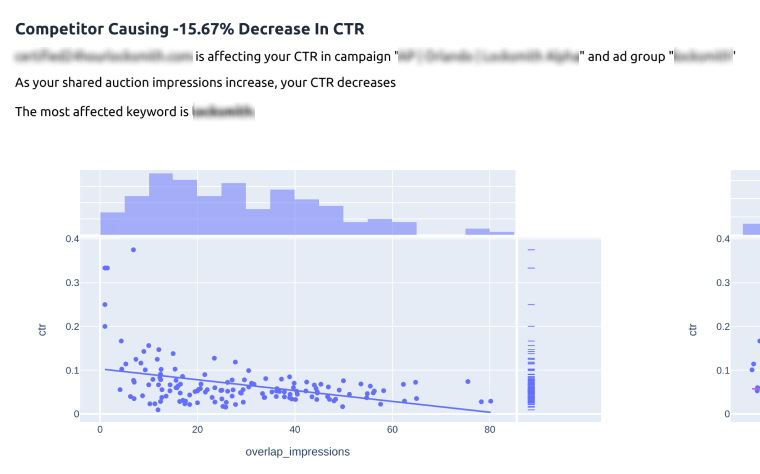 Competitor Causing -15.67% Decrease In CTR
is affecting your CTR in campaign " " and ad group " "
As your shared auction impressions increase, your CTR decreases
The most affected keyword is
0.4
0.3
0.2
0.1
0
ctr
0 20 40 60 80
overlap_impressions
0.4
0.3
0.2
0.1
0
ctr